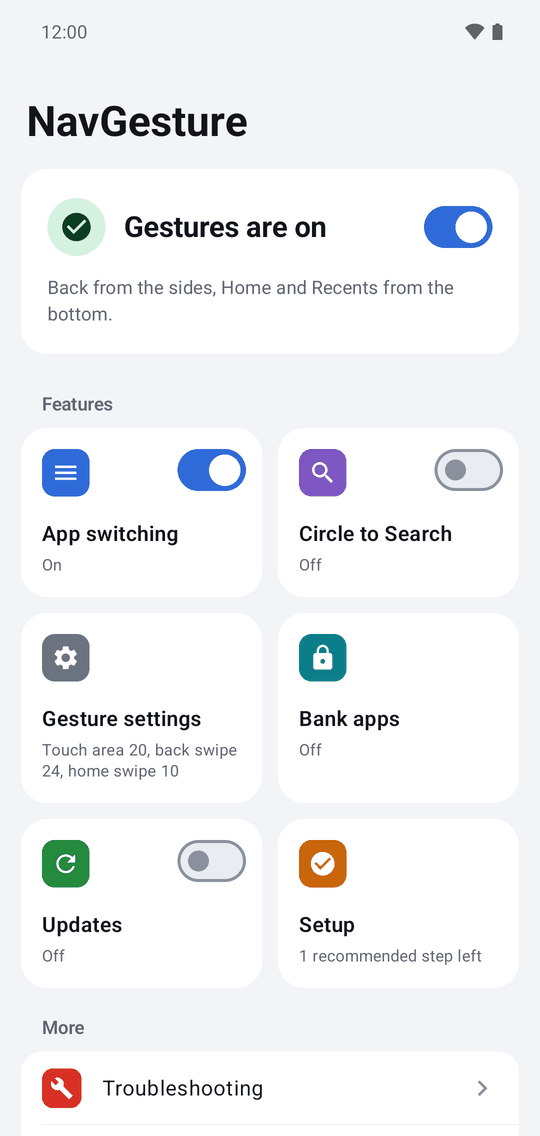 12:00
NavGesture
Gestures are on
Back from the sides, Home and Recents from the
bottom.
Features
App switching
On
Circle to Search
Off
Gesture settings
Touch area 20, back swipe
24, home swipe 10
Bank apps
Off
Updates
Off
Setup
1 recommended step left
More
Troubleshooting